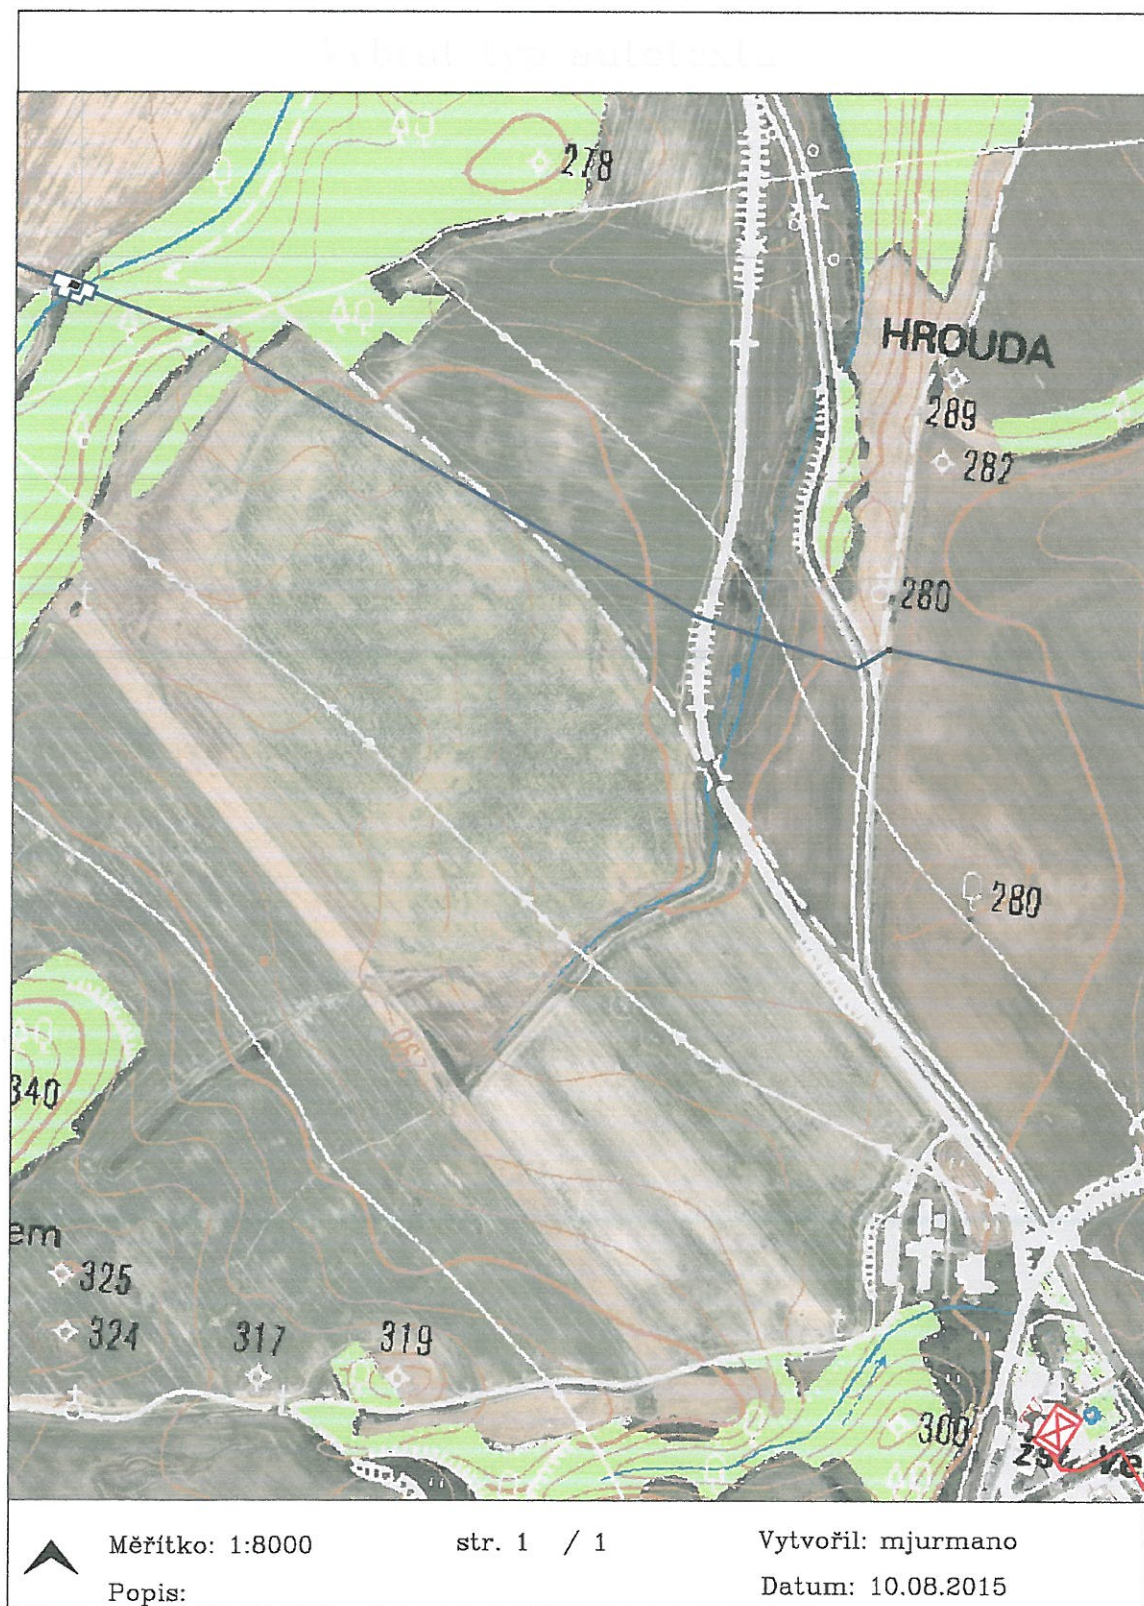 278
HROUDA
289
282
280
280
340
em
325
324
317
319
300
Měřítko: 1:8000
str. 1 / 1
Vytvořil: mjurmano
Popis:
Datum: 10.08.2015